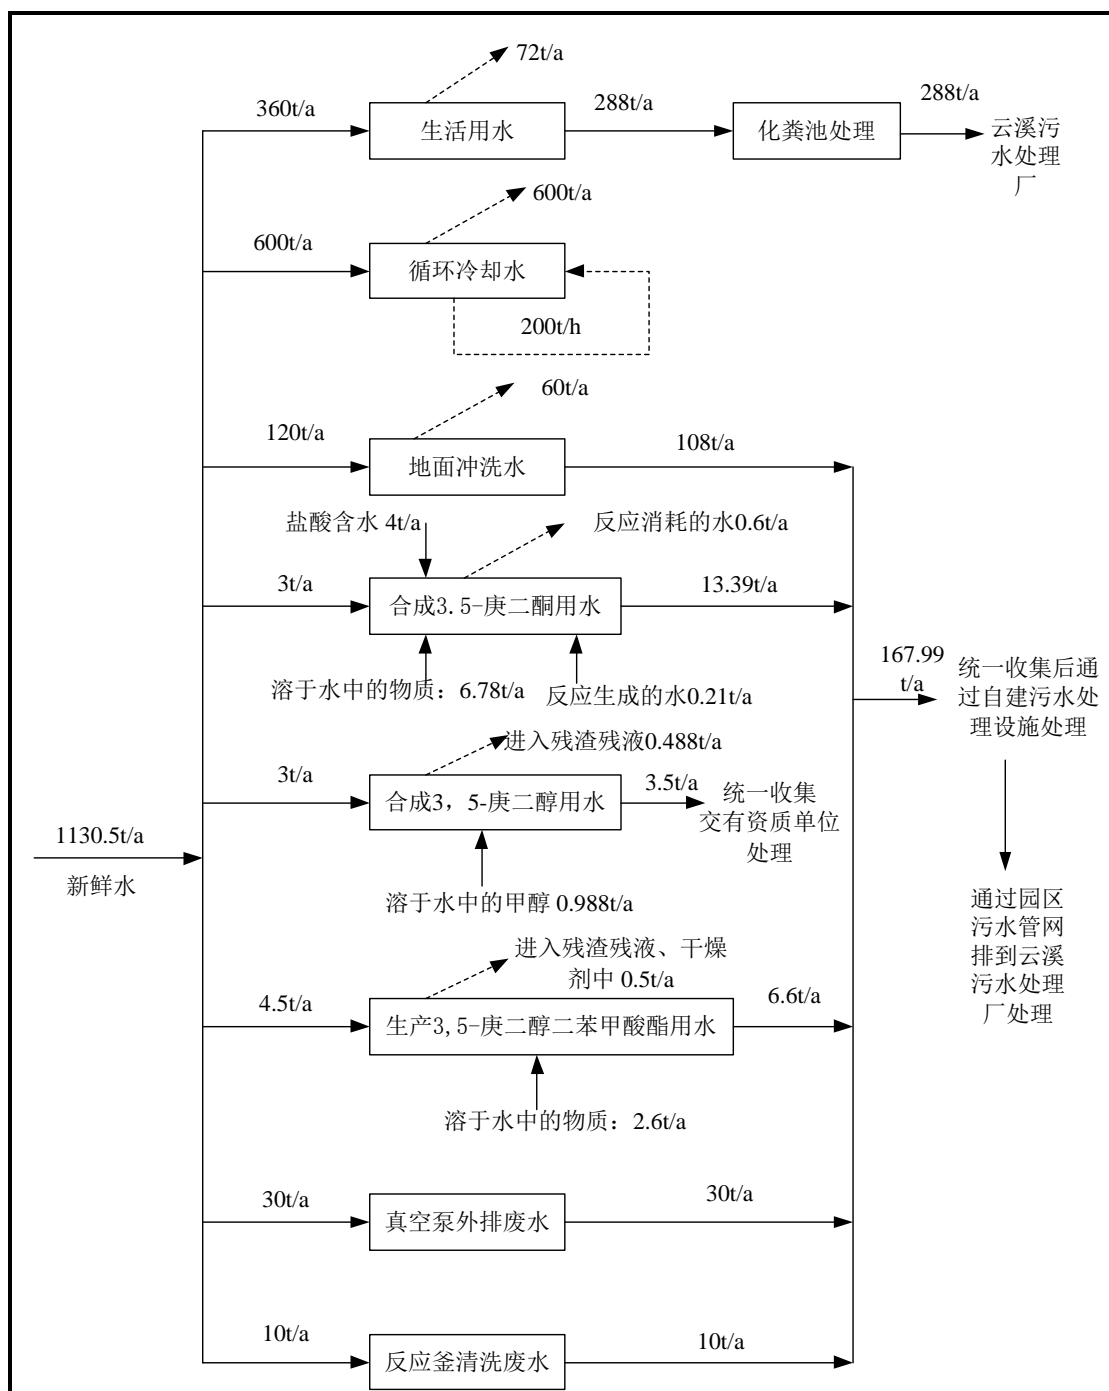 72t/a
360t/a
生活用水
288t/a
化粪池处理
288t/a
云溪污
水处理
厂
600t/a
600t/a
循环冷却水
200t/h
60t/a
120t/a
地面冲洗水
108t/a
盐酸含水 4t/a
反应消耗的水0.6t/a
3t/a
合成3.5-庚二酮用水
13.39t/a
溶于水中的物质：6.78t/a
反应生成的水0.21t/a
167.99
t/a
统一收集后通
过自建污水处
理设施处理
进入残渣残液0.488t/a
3t/a
合成3，5-庚二醇用水
3.5t/a
统一收集
交有资质单位
处理
1130.5t/a
新鲜水
溶于水中的甲醇 0.988t/a
通过园区
污水管网
排到云溪
污水处理
厂处理
进入残渣残液、干燥
剂中 0.5t/a
4.5t/a
生产3,5-庚二醇二苯甲酸酯用水
6.6t/a
溶于水中的物质：2.6t/a
30t/a
真空泵外排废水
30t/a
10t/a
反应釜清洗废水
10t/a